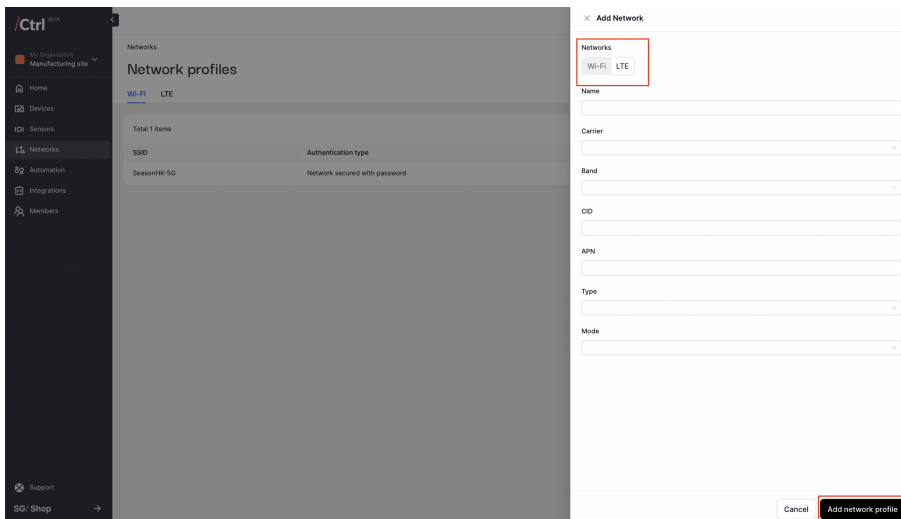 /Ctrl BETA
My Organization
Manufacturing site
Home
Devices
Sensors
Networks
Automation
Integrations
Members
Support
SG/ Shop →
Networks
Network profiles
Wi-Fi LTE
Total 1 items
SSID Authentication type
SeasonHK-SG Network secured with password
Add Network
Networks
Wi-Fi LTE
Name
Carrier
Band
CID
APN
Type
Mode
Cancel Add network profile